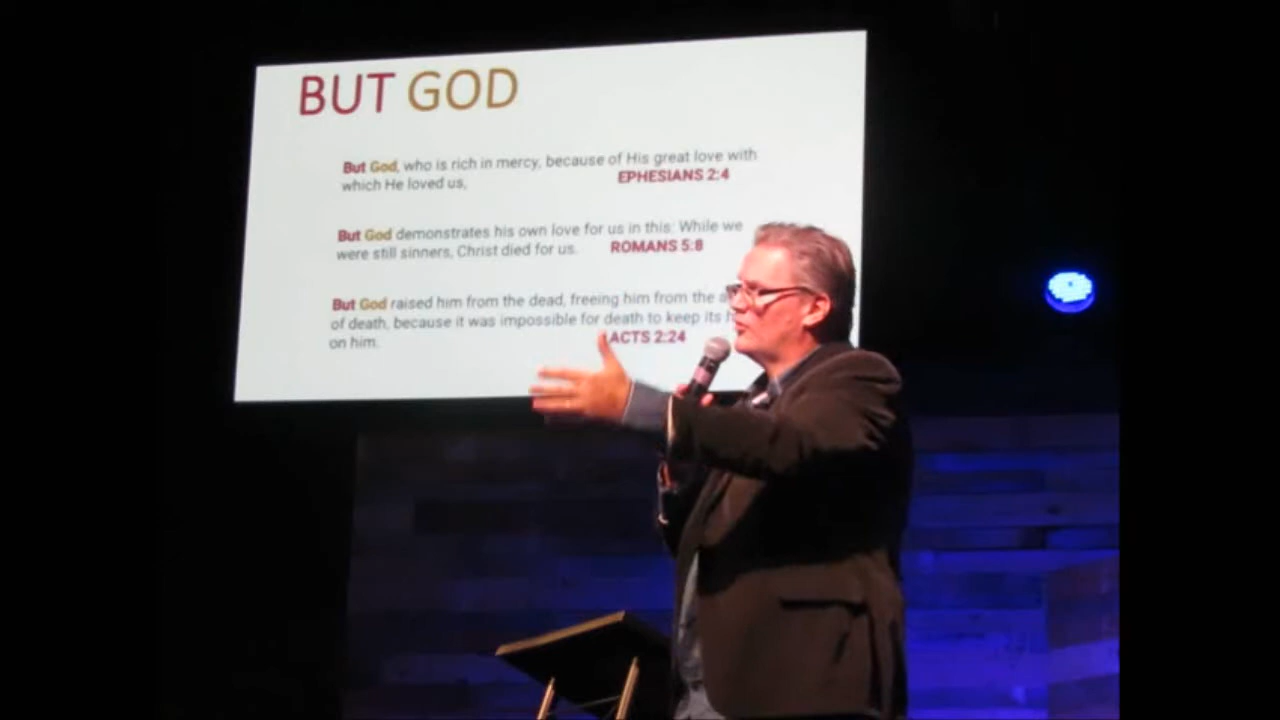 BUT GOD
But God, who is rich in mercy, because of His great love with
which He loved us, EPHESIANS 2:4
But God demonstrates his own love for us in this: While we
were still sinners, Christ died for us. ROMANS 5:8
But God raised him from the dead, freeing him from the
of death, because it was impossible for death to keep its
on him. ACTS 2:24